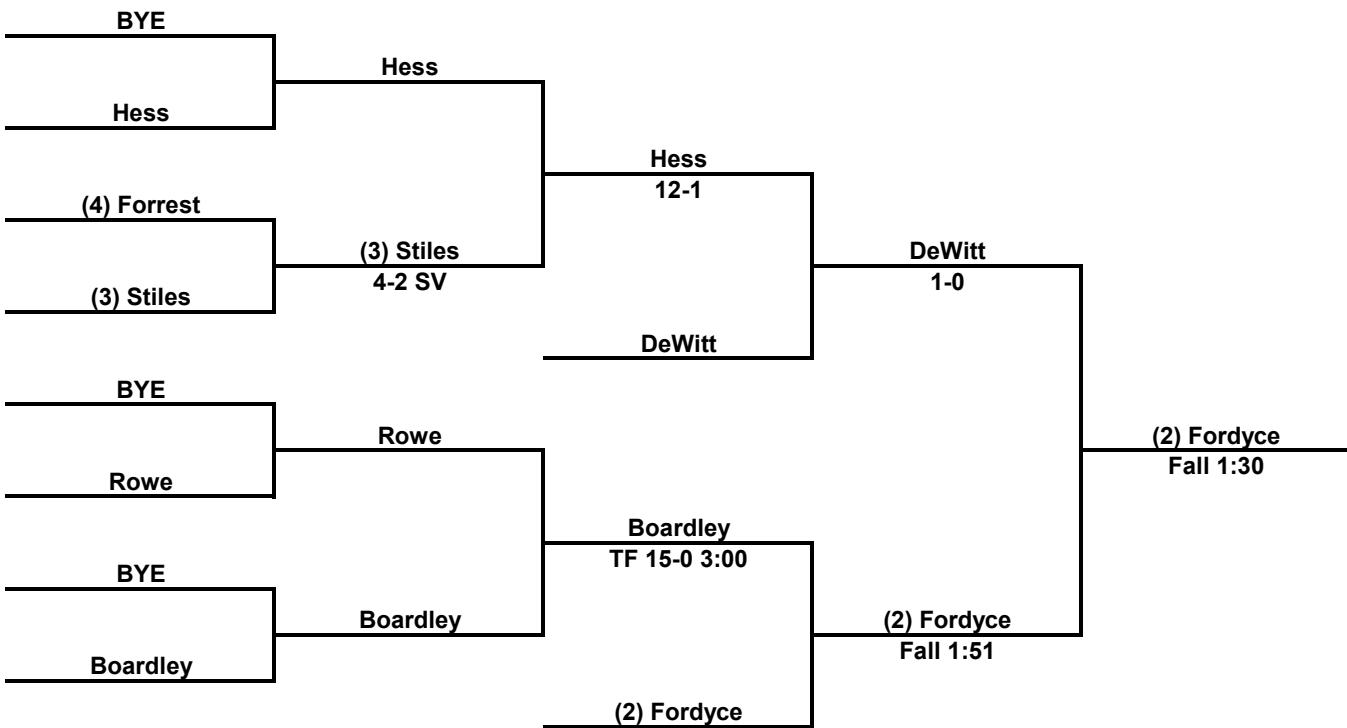 BYE
Hess
Hess
Hess
12-1
(4) Forrest
(3) Stiles
4-2 SV
DeWitt
1-0
(3) Stiles
DeWitt
BYE
Rowe
(2) Fordyce
Fall 1:30
Rowe
Boardley
TF 15-0 3:00
BYE
Boardley
(2) Fordyce
Fall 1:51
Boardley
(2) Fordyce